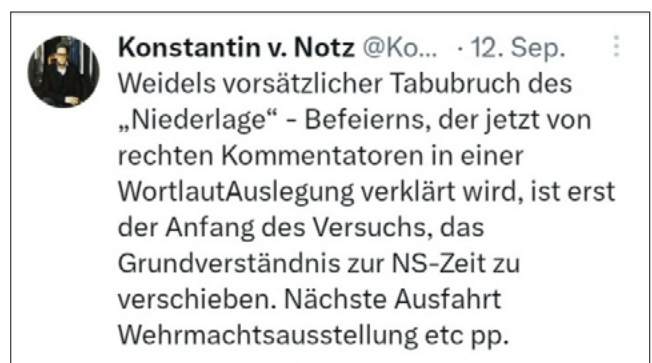 Konstantin v. Notz @Ko... · 12. Sep.
Weidels vorsätzlicher Tabubruch des
„Niederlage“ - Befeierns, der jetzt von
rechten Kommentatoren in einer
WortlautAuslegung verklärt wird, ist erst
der Anfang des Versuchs, das
Grundverständnis zur NS-Zeit zu
verschieben. Nächste Ausfahrt
Wehrmachtsausstellung etc pp.